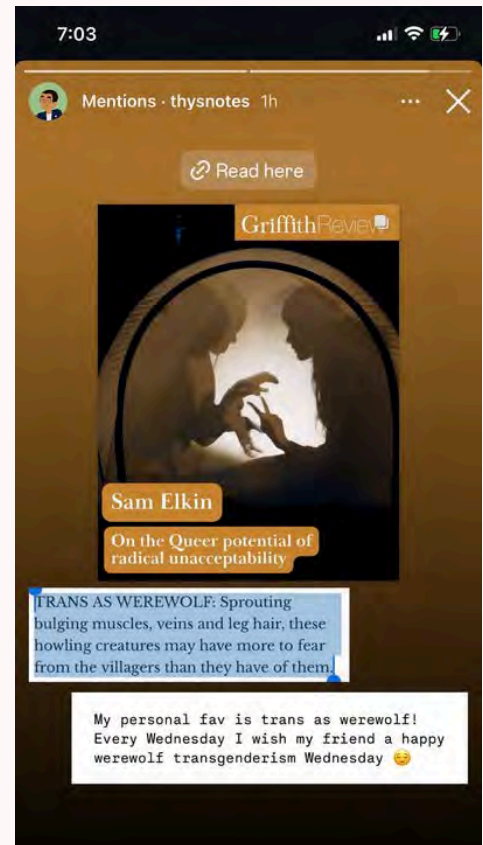 7:03
Mentions · thysnotes 1h
Read here
GriffithReview
Sam Elkin
On the Queer potential of
radical unacceptability
TRANS AS WEREWOLF: Sprouting
bulging muscles, veins and leg hair, these
howling creatures may have more to fear
from the villagers than they have of them.
My personal fav is trans as werewolf!
Every Wednesday I wish my friend a happy
werewolf transgenderism Wednesday 😌